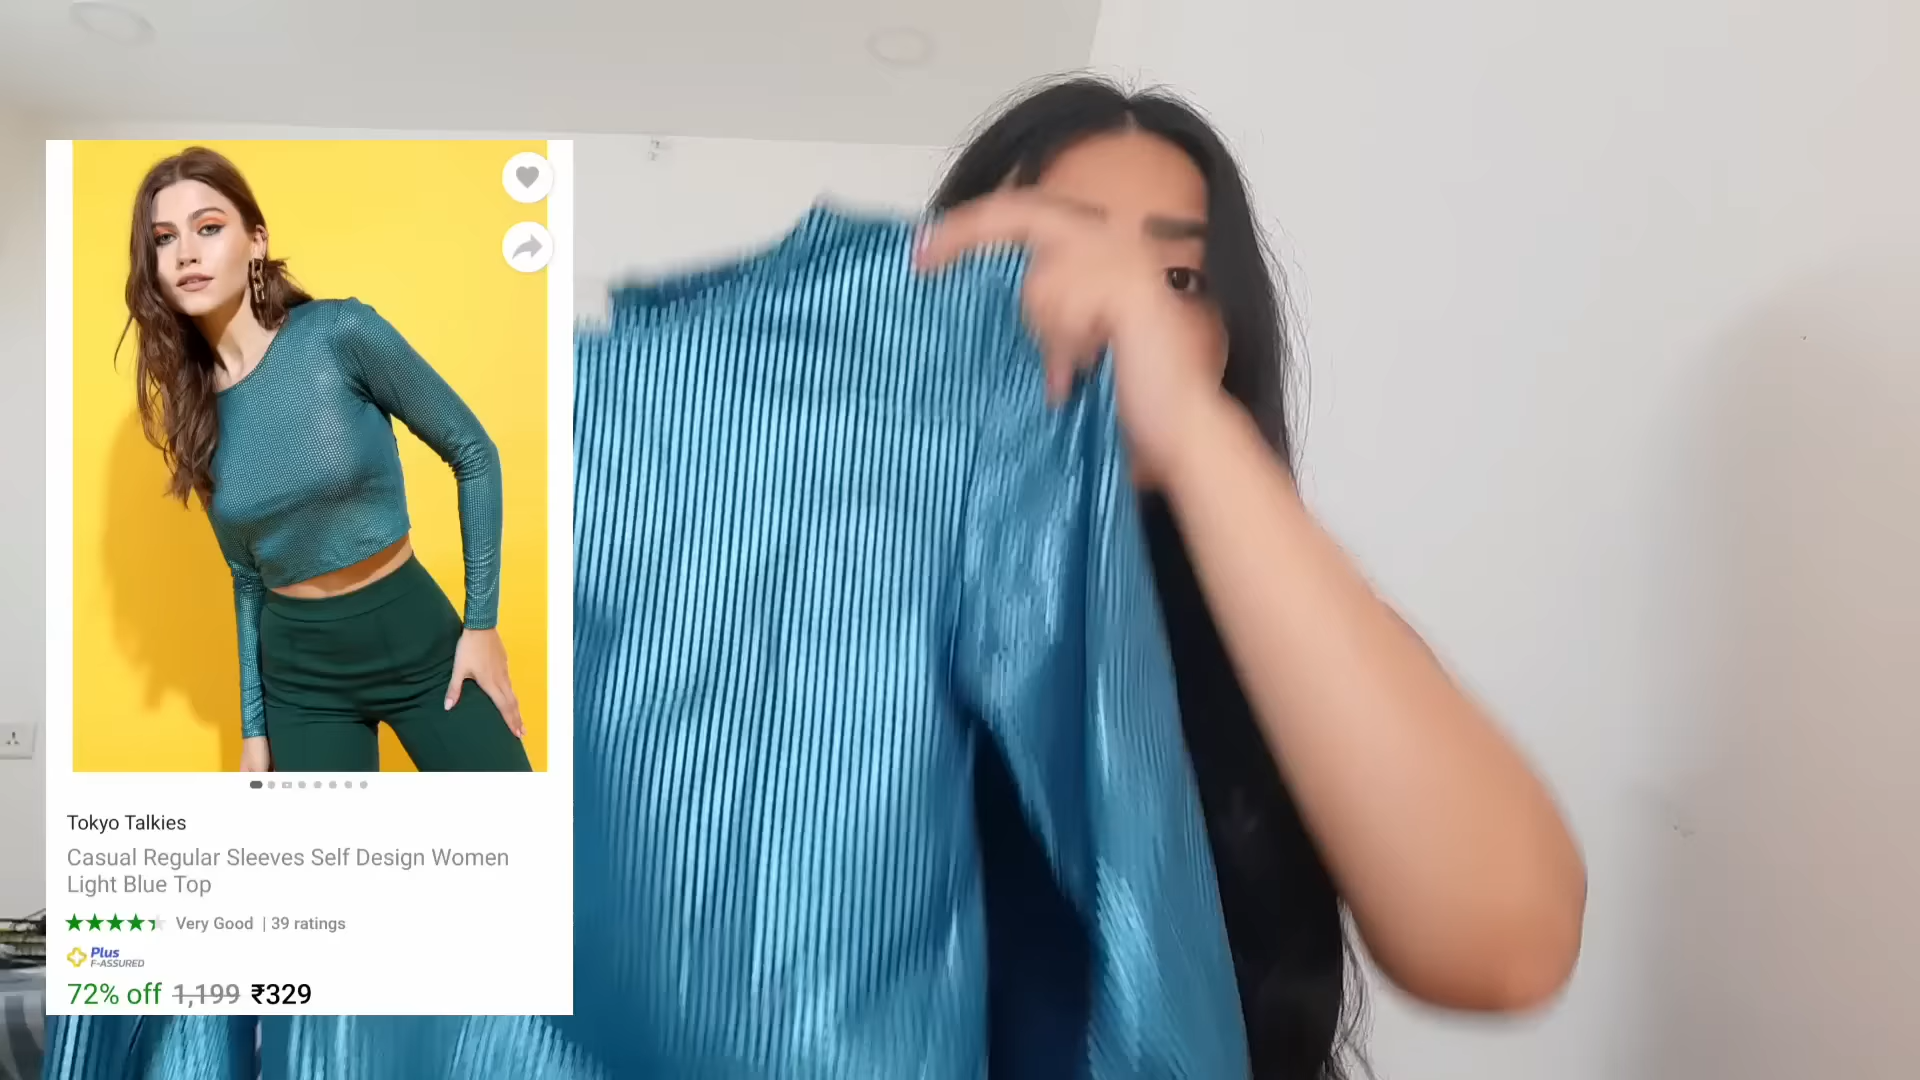 Tokyo Talkies
Casual Regular Sleeves Self Design Women
Light Blue Top
Very Good | 39 ratings
Plus
F-ASSURED
72% off 1,199 ₹329